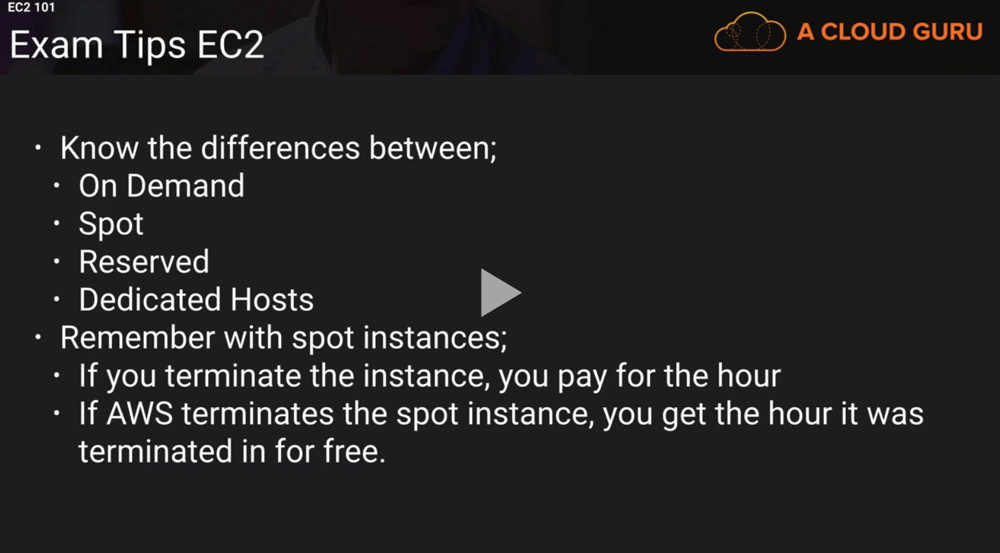 EC2 101
Exam Tips EC2
A CLOUD GURU
• Know the differences between;
• On Demand
• Spot
• Reserved
• Dedicated Hosts
• Remember with spot instances;
• If you terminate the instance, you pay for the hour
• If AWS terminates the spot instance, you get the hour it was
terminated in for free.